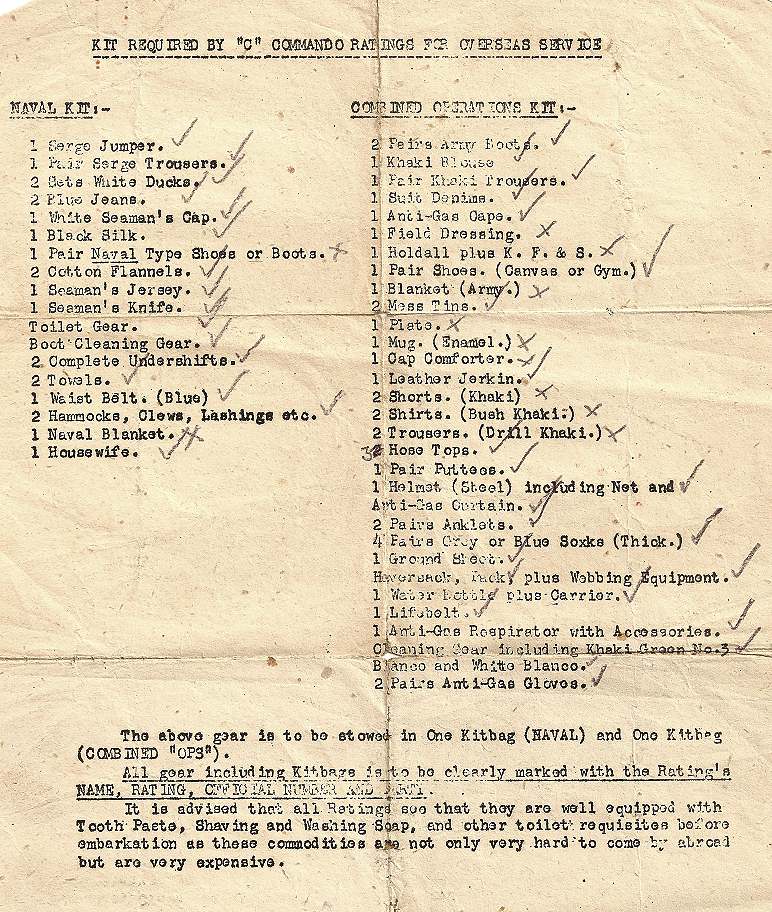 KIT REQUIRED BY "C" COMMANDO RATINGS FOR OVERSEAS SERVICE
NAVAL KIT:-
1 Serge Jumper. ✓
1 Pair Serge Trousers. ✓
2 Sets White Ducks. ✓
2 Blue Jeans. ✓
1 White Seaman's Cap. ✓
1 Black Silk. ✓
1 Pair Naval Type Shoes or Boots. ×
2 Cotton Flannels. ✓
1 Seaman's Jersey. ✓
1 Seaman's Knife. ✓
Toilet Gear. ✓
Boot Cleaning Gear. ✓
2 Complete Undershifts. ✓
2 Towels. ✓
1 Waist Belt. (Blue) ✓
2 Hammocks, Clews, Lashings etc. ✓
1 Naval Blanket. ×
1 Housewife. ✓
COMBINED OPERATIONS KIT:-
2 Pairs Army Boots. ✓
1 Khaki Blouse ✓
1 Pair Khaki Trousers. ✓
1 Suit Denims. ✓
1 Anti-Gas Cape. ✓
1 Field Dressing. ×
1 Holdall plus K. F. & S. ×
1 Pair Shoes. (Canvas or Gym.) ✓
1 Blanket (Army.) ×
2 Mess Tins. ✓
1 Plate. ×
1 Mug. (Enamel.) ×
1 Cap Comforter. ×
1 Leather Jerkin. ✓
2 Shorts. (Khaki) ×
2 Shirts. (Bush Khaki.) ×
2 Trousers. (Drill Khaki.) ×
2 Hose Tops. ✓
1 Pair Puttees. ✓
1 Helmet (Steel) including Net and ✓
Anti-Gas Curtain. ✓
2 Pairs Anklets. ✓
4 Pairs Grey or Blue Soxks (Thick.) ✓
1 Ground Sheet. ✓
Haversack, Pack, plus Webbing Equipment. ✓
1 Water Bottle plus Carrier. ✓
1 Lifebelt. ✓
1 Anti-Gas Respirator with Accessories. ✓
Cleaning Gear including Khaki Green No.3 ✓
Blanco and White Blanco. ✓
2 Pairs Anti-Gas Gloves. ✓
The above gear is to be stowed in One Kitbag (NAVAL) and One Kitbag
(COMBINED "OPS").
All gear including Kitbags is to be clearly marked with the Rating's
NAME, RATING, OFFICIAL NUMBER AND PARTY.
It is advised that all Ratings see that they are well equipped with
Tooth Paste, Shaving and Washing Soap, and other toilet requisites before
embarkation as these commodities are not only very hard to come by abroad
but are very expensive.